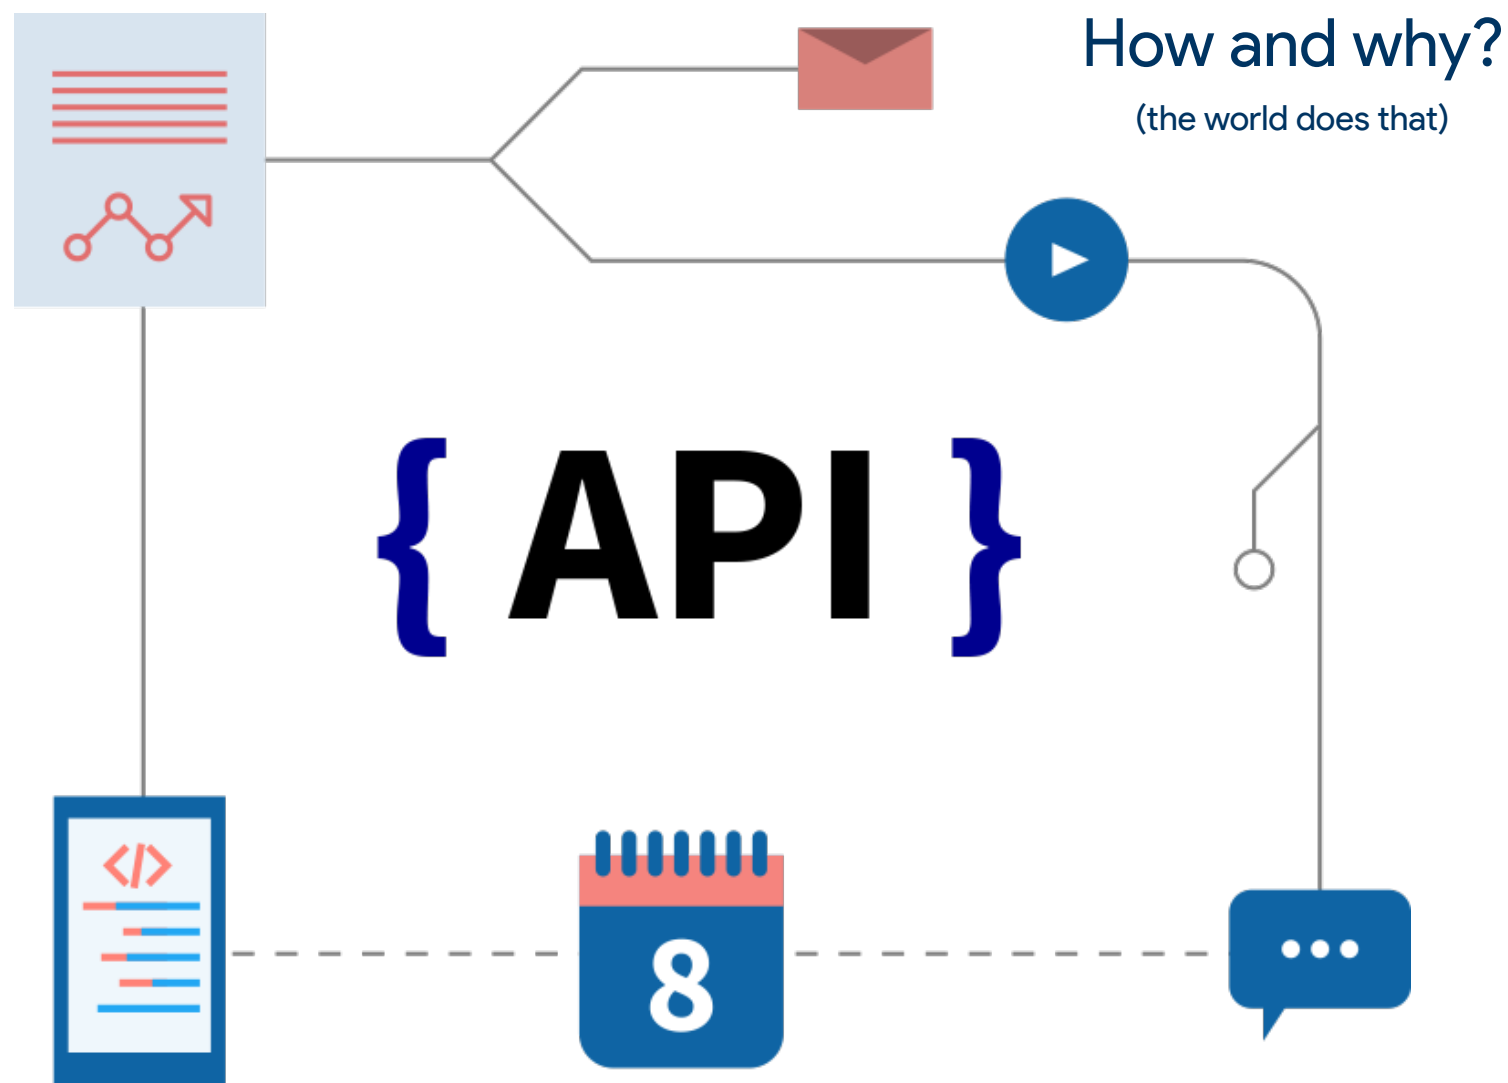 How and why?
(the world does that)
{ API }
</>
8